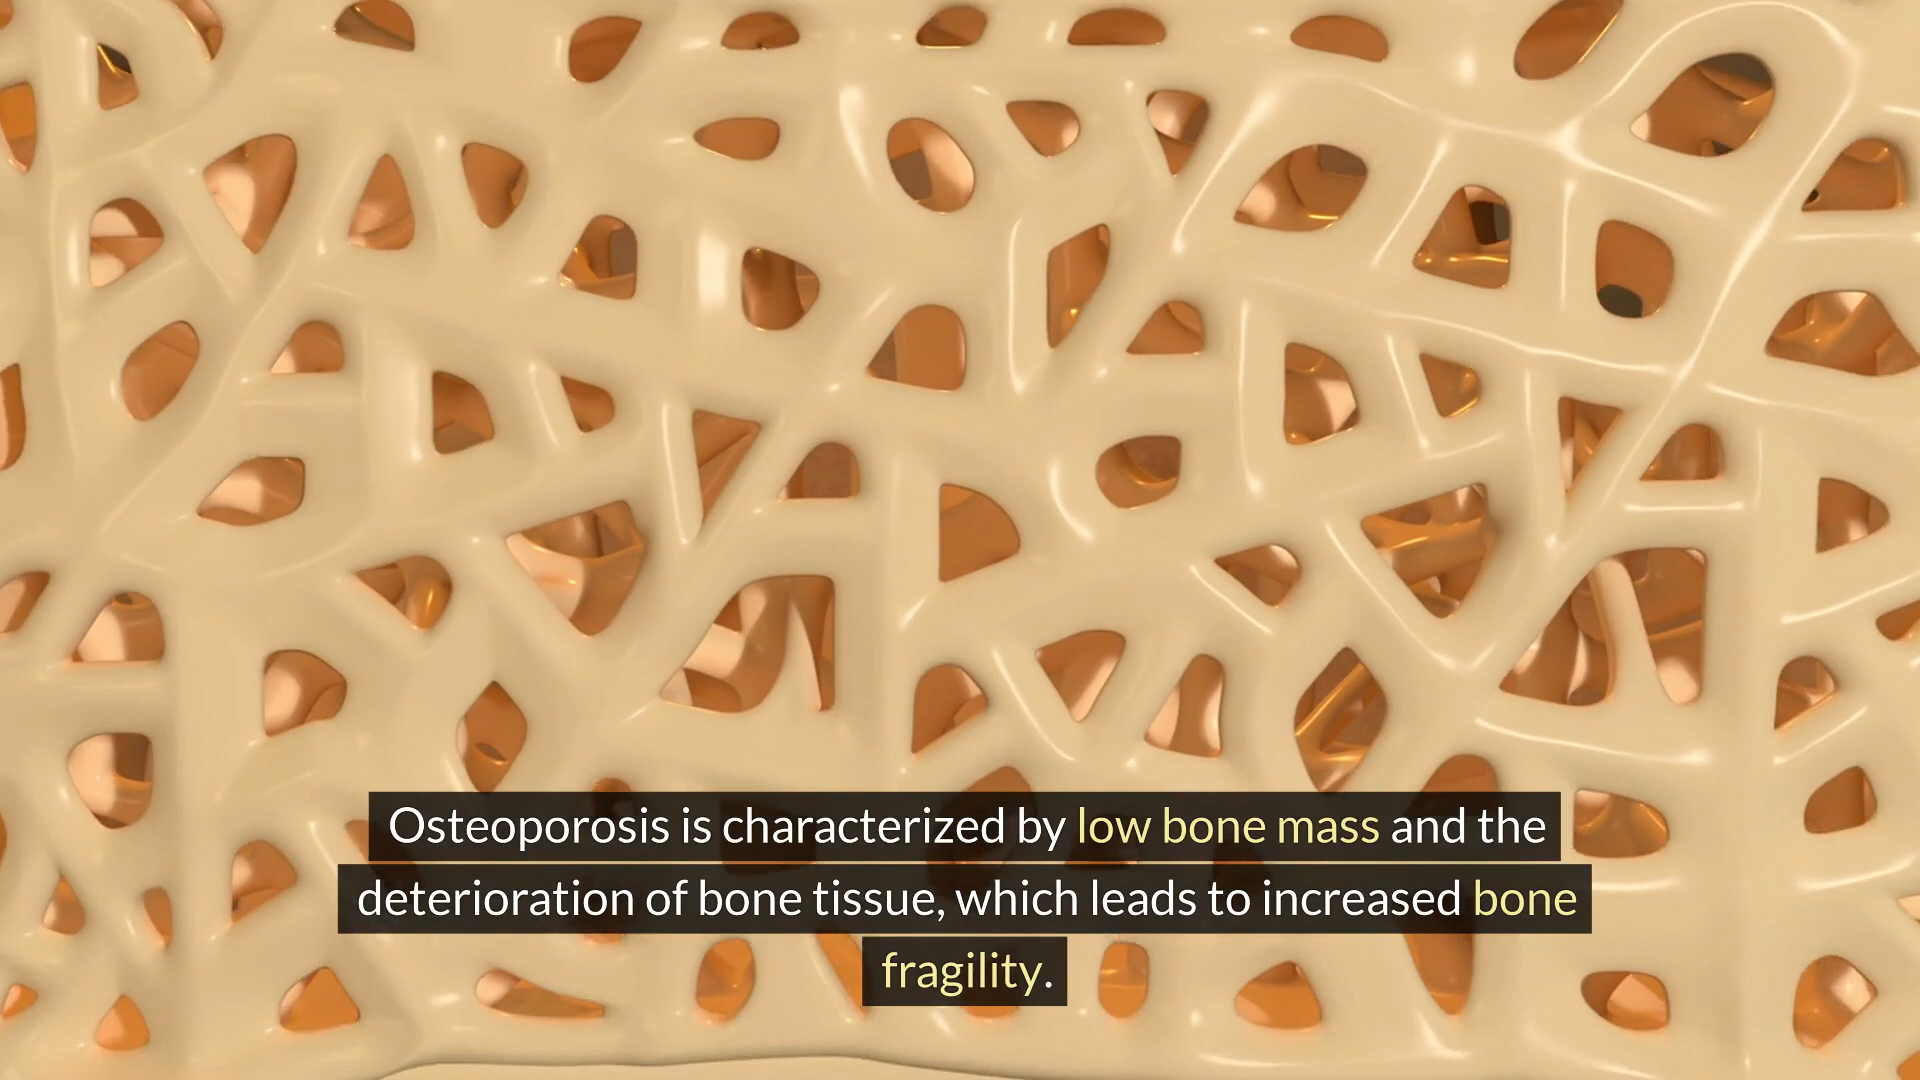 Osteoporosis is characterized by low bone mass and the
deterioration of bone tissue, which leads to increased bone
fragility.